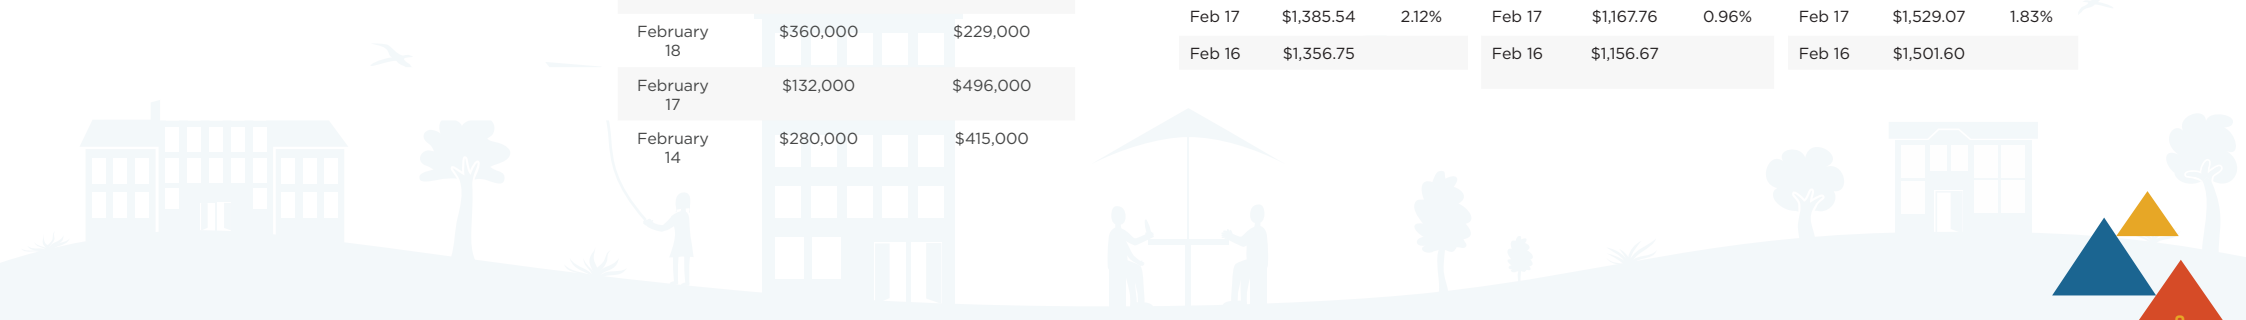 February $360,000 $229,000
18
February $132,000 $496,000
17
February $280,000 $415,000
14
Feb 17 $1,385.54 2.12%
Feb 16 $1,356.75
Feb 17 $1,167.76 0.96%
Feb 16 $1,156.67
Feb 17 $1,529.07 1.83%
Feb 16 $1,501.60